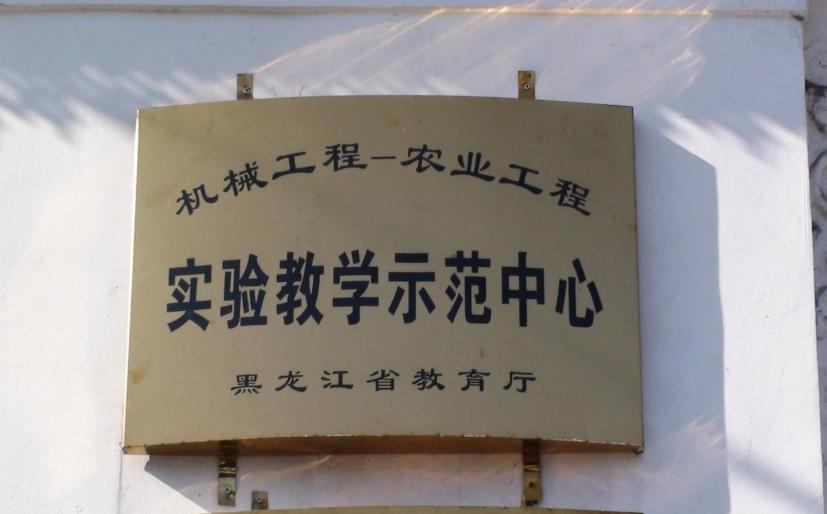 机械工程-农业工程
实验教学示范中心
黑龙江省教育厅